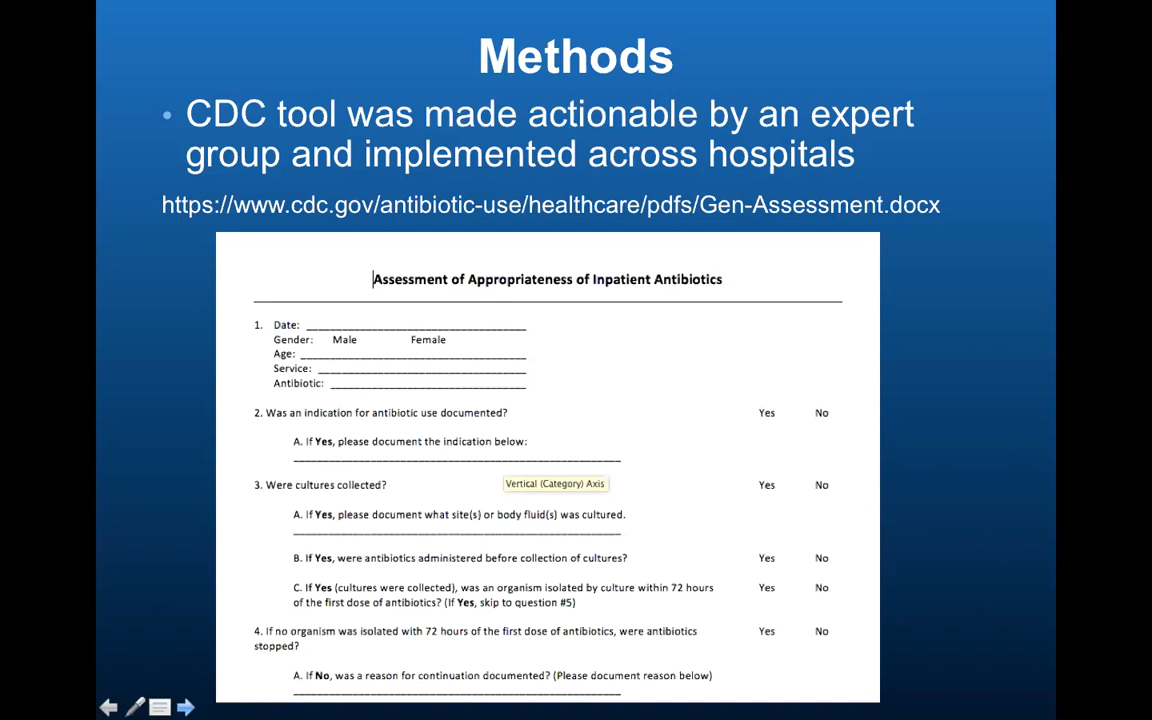 Methods
• CDC tool was made actionable by an expert
group and implemented across hospitals
https://www.cdc.gov/antibiotic-use/healthcare/pdfs/Gen-Assessment.docx
Assessment of Appropriateness of Inpatient Antibiotics
1. Date: ____________________
Gender: Male Female
Age: ____________________
Service: ____________________
Antibiotic: ____________________
2. Was an indication for antibiotic use documented? Yes No
A. If Yes, please document the indication below:
Vertical (Category) Axis
3. Were cultures collected? Yes No
A. If Yes, please document what site(s) or body fluid(s) was cultured.
B. If Yes, were antibiotics administered before collection of cultures? Yes No
C. If Yes (cultures were collected), was an organism isolated by culture within 72 hours Yes No
of the first dose of antibiotics? (If Yes, skip to question #5)
4. If no organism was isolated with 72 hours of the first dose of antibiotics, were antibiotics Yes No
stopped?
A. If No, was a reason for continuation documented? (Please document reason below)